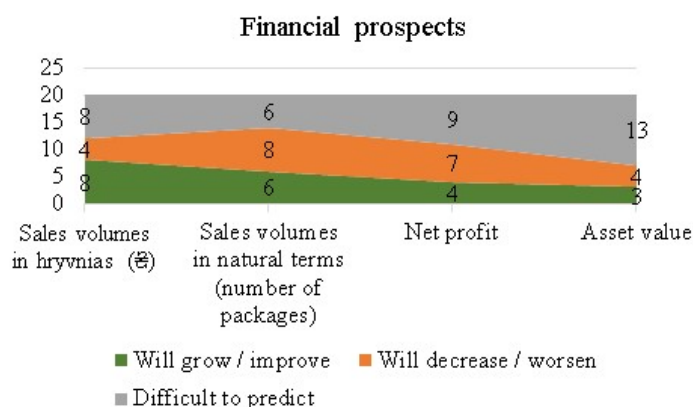 Financial prospects
25
20
15
10
5
0
8 6 9 13
4 8 7 4
8 6 4 3
Sales volumes
in hryvnias (₴)
Sales volumes
in natural terms
(number of
packages)
Net profit
Asset value
Will grow / improve
Will decrease / worsen
Difficult to predict